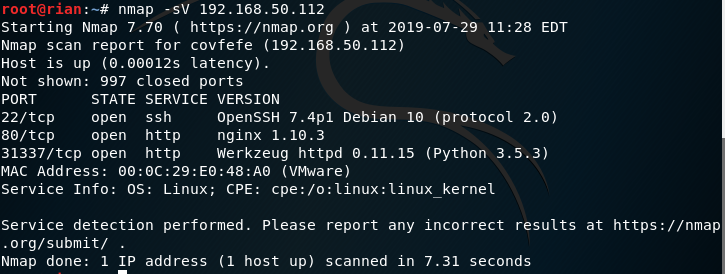 root@rian:~# nmap -sV 192.168.50.112
Starting Nmap 7.70 ( https://nmap.org ) at 2019-07-29 11:28 EDT
Nmap scan report for covfefe (192.168.50.112)
Host is up (0.00012s latency).
Not shown: 997 closed ports
PORT      STATE SERVICE VERSION
22/tcp    open  ssh     OpenSSH 7.4p1 Debian 10 (protocol 2.0)
80/tcp    open  http    nginx 1.10.3
31337/tcp open  http    Werkzeug httpd 0.11.15 (Python 3.5.3)
MAC Address: 00:0C:29:E0:48:A0 (VMware)
Service Info: OS: Linux; CPE: cpe:/o:linux:linux_kernel

Service detection performed. Please report any incorrect results at https://nmap
.org/submit/ .
Nmap done: 1 IP address (1 host up) scanned in 7.31 seconds